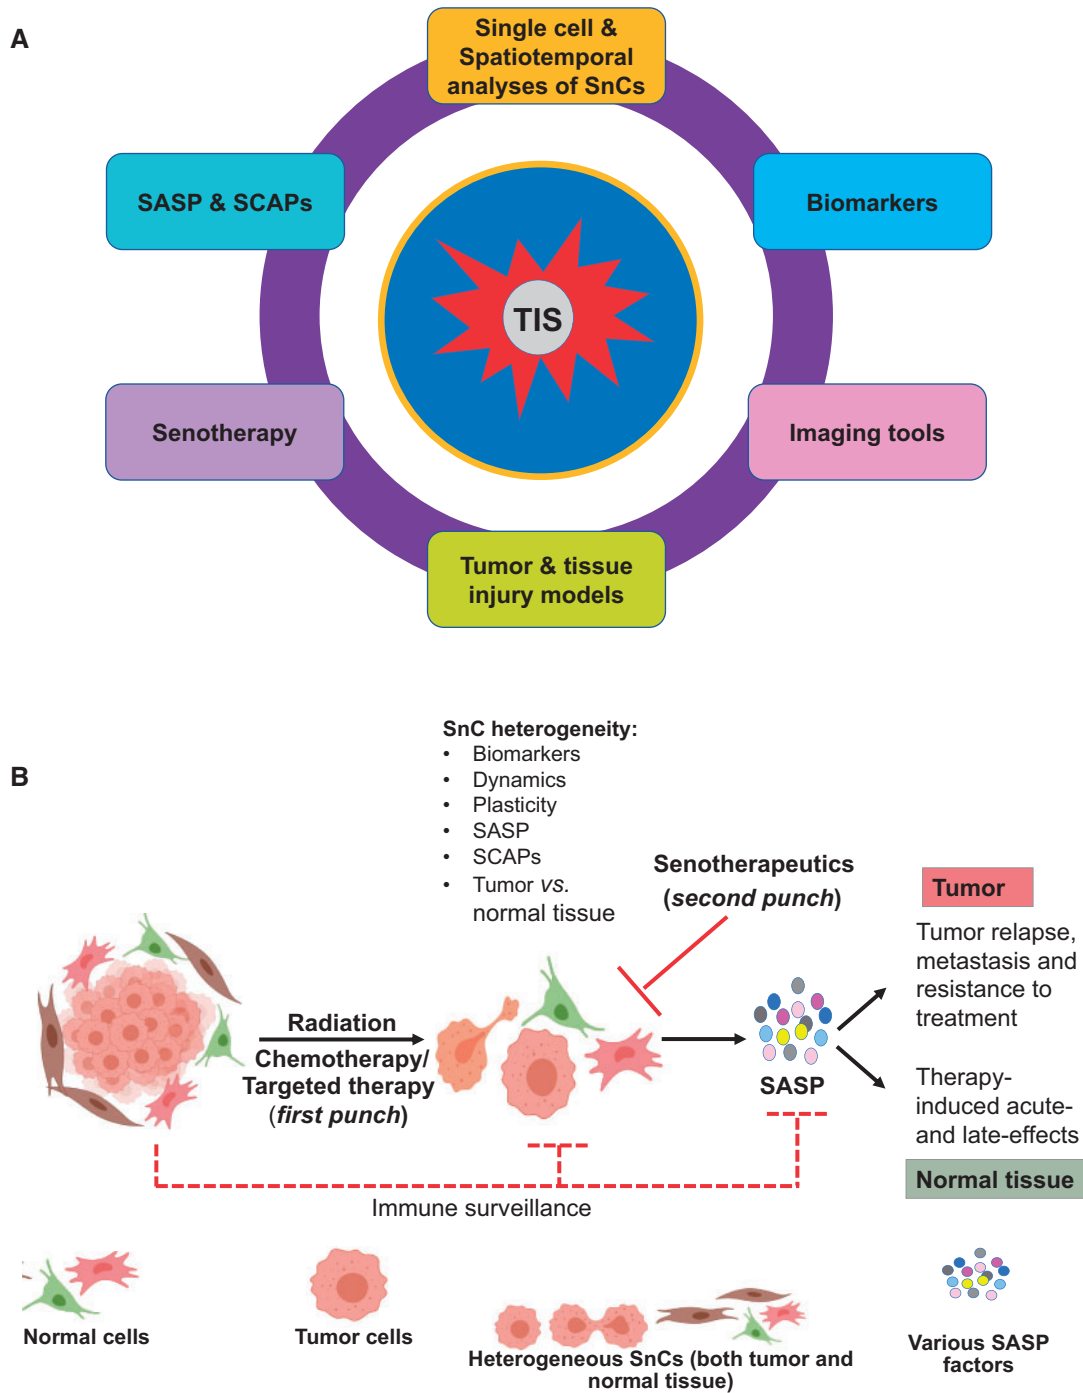 A
Single cell &
Spatiotemporal
analyses of SnCs
SASP & SCAPs
Biomarkers
TIS
Senotherapy
Imaging tools
Tumor & tissue
injury models
B
SnC heterogeneity:
• Biomarkers
• Dynamics
• Plasticity
• SASP
• SCAPs
• Tumor vs.
normal tissue
Senotherapeutics
(second punch)
Radiation
Chemotherapy/
Targeted therapy
(first punch)
SASP
Tumor
Tumor relapse,
metastasis and
resistance to
treatment
Therapy-
induced acute-
and late-effects
Normal tissue
Immune surveillance
Normal cells
Tumor cells
Heterogeneous SnCs (both tumor and
normal tissue)
Various SASP
factors